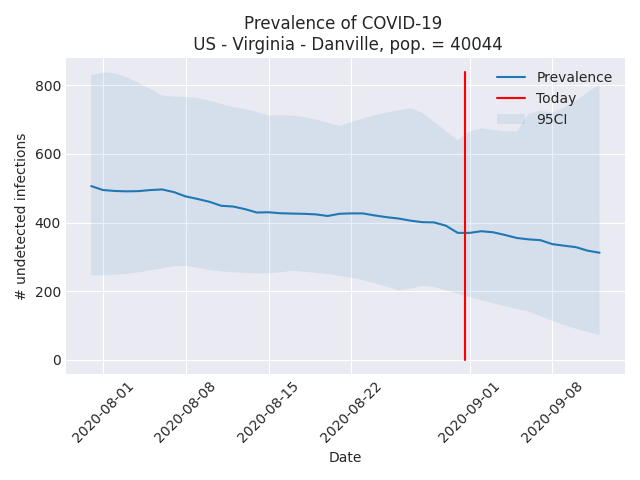 Prevalence of COVID-19
US - Virginia - Danville, pop. = 40044
Prevalence
Today
95CI
800
600
400
200
0
# undetected infections
2020-08-01
2020-08-08
2020-08-15
2020-08-22
2020-09-01
2020-09-08
Date